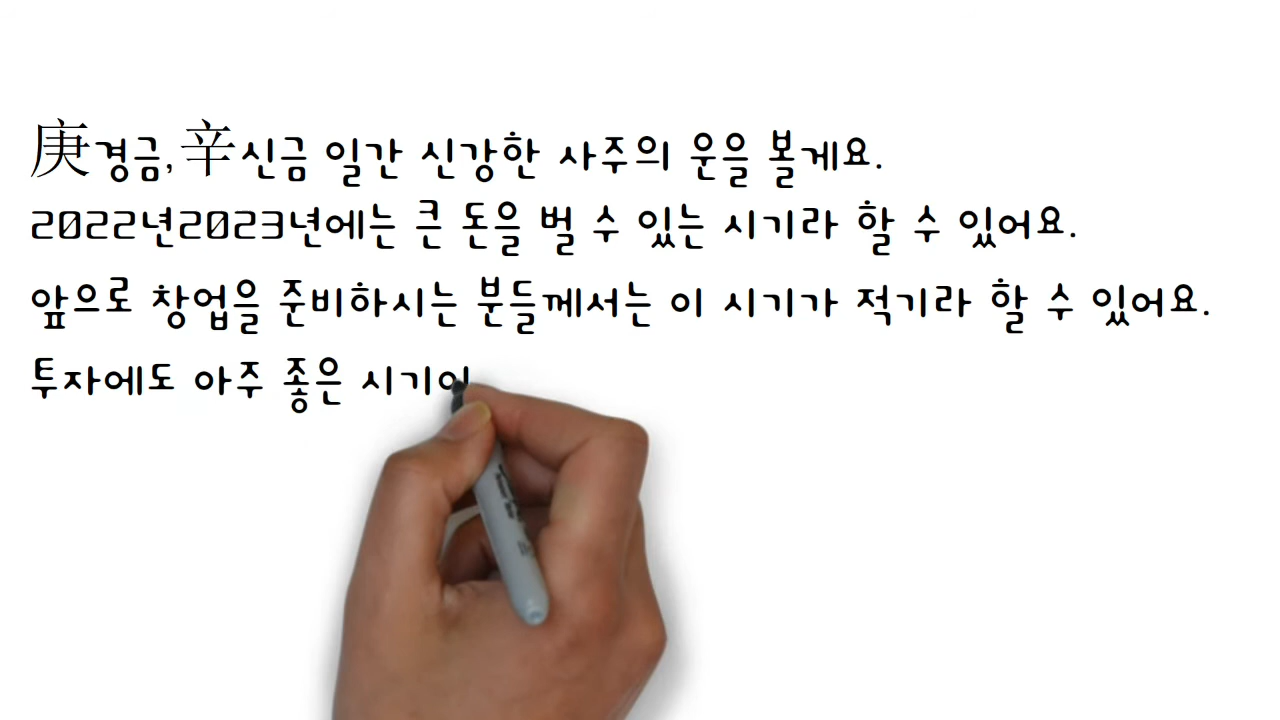 庚경금,辛신금 일간 신강한 사주의 운을 볼게요.
2022년2023년에는 큰 돈을 벌 수 있는 시기라 할 수 있어요.
앞으로 창업을 준비하시는 분들께서는 이 시기가 적기라 할 수 있어요.
투자에도 아주 좋은 시기이